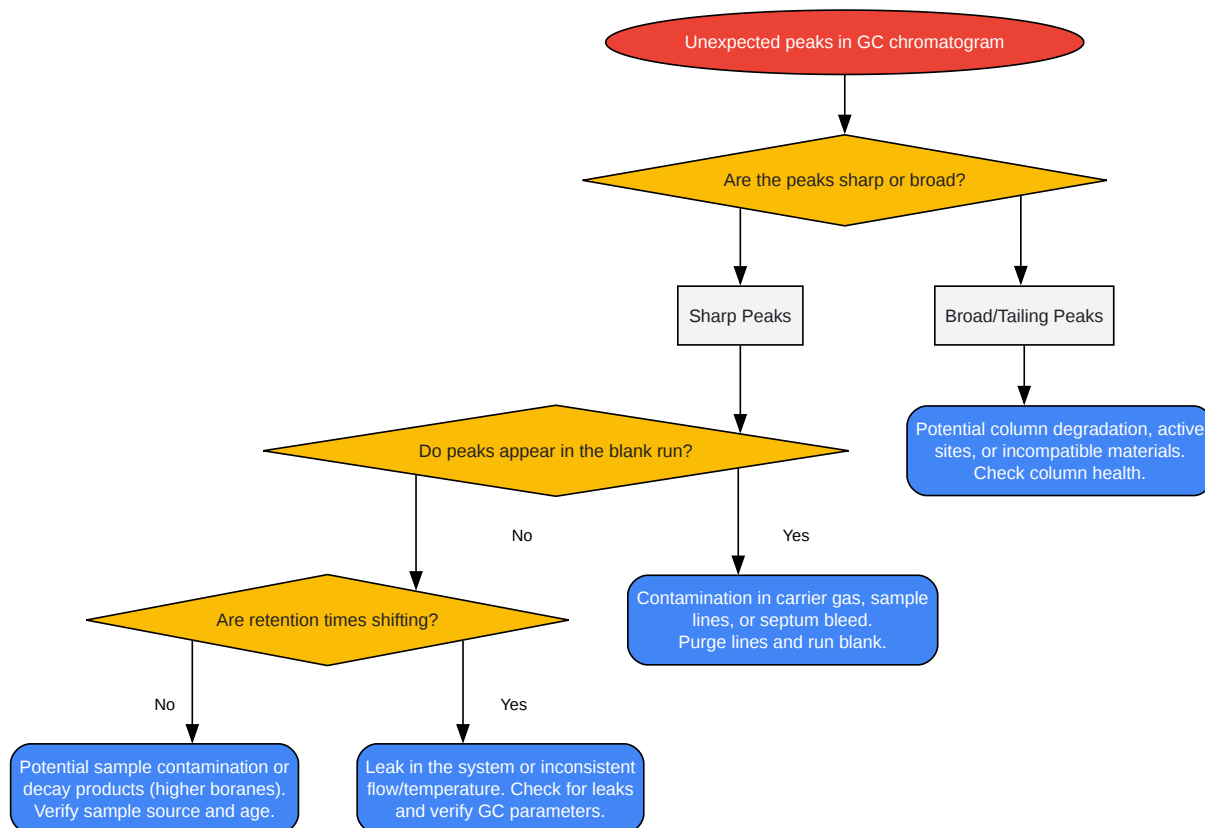 Unexpected peaks in GC chromatogram
Are the peaks sharp or broad?
Sharp Peaks
Broad/Tailing Peaks
Do peaks appear in the blank run?
Potential column degradation, active
sites, or incompatible materials.
Check column health.
No
Yes
Are retention times shifting?
Contamination in carrier gas, sample
lines, or septum bleed.
Purge lines and run blank.
No
Yes
Potential sample contamination or
decay products (higher boranes).
Verify sample source and age.
Leak in the system or inconsistent
flow/temperature. Check for leaks
and verify GC parameters.